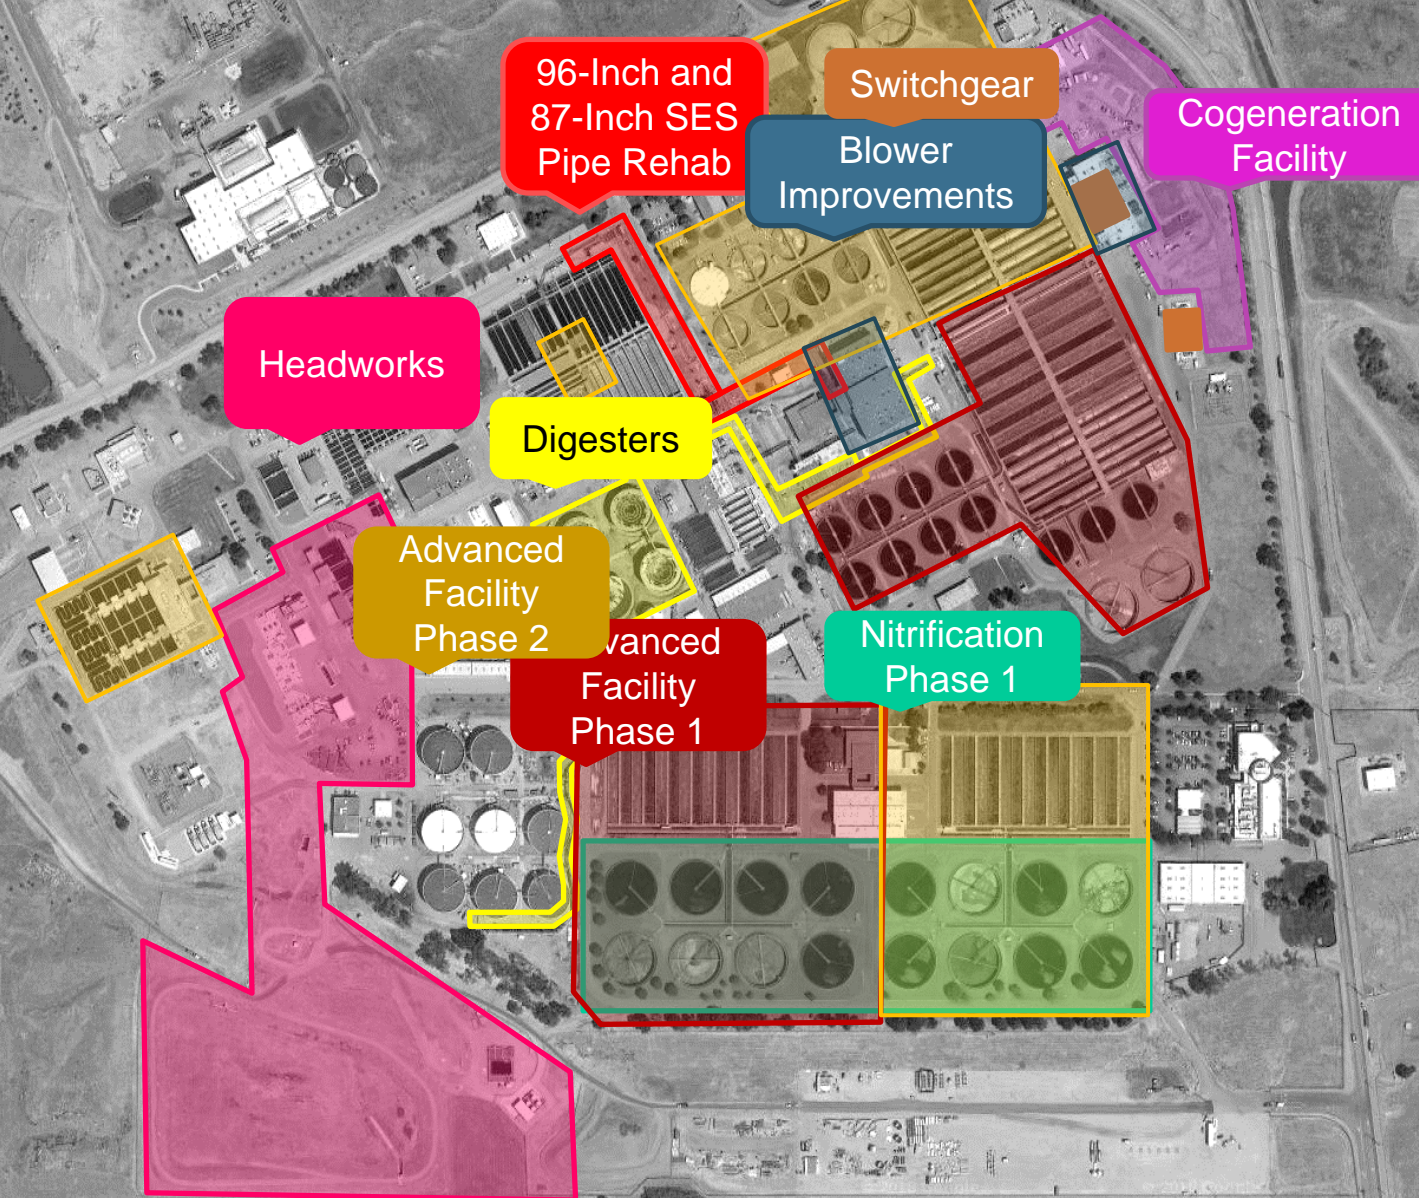 96-Inch and
87-Inch SES
Pipe Rehab
Switchgear
Blower
Improvements
Cogeneration
Facility
Headworks
Digesters
Advanced
Facility
Phase 2
vanced
Facility
Phase 1
Nitrification
Phase 1